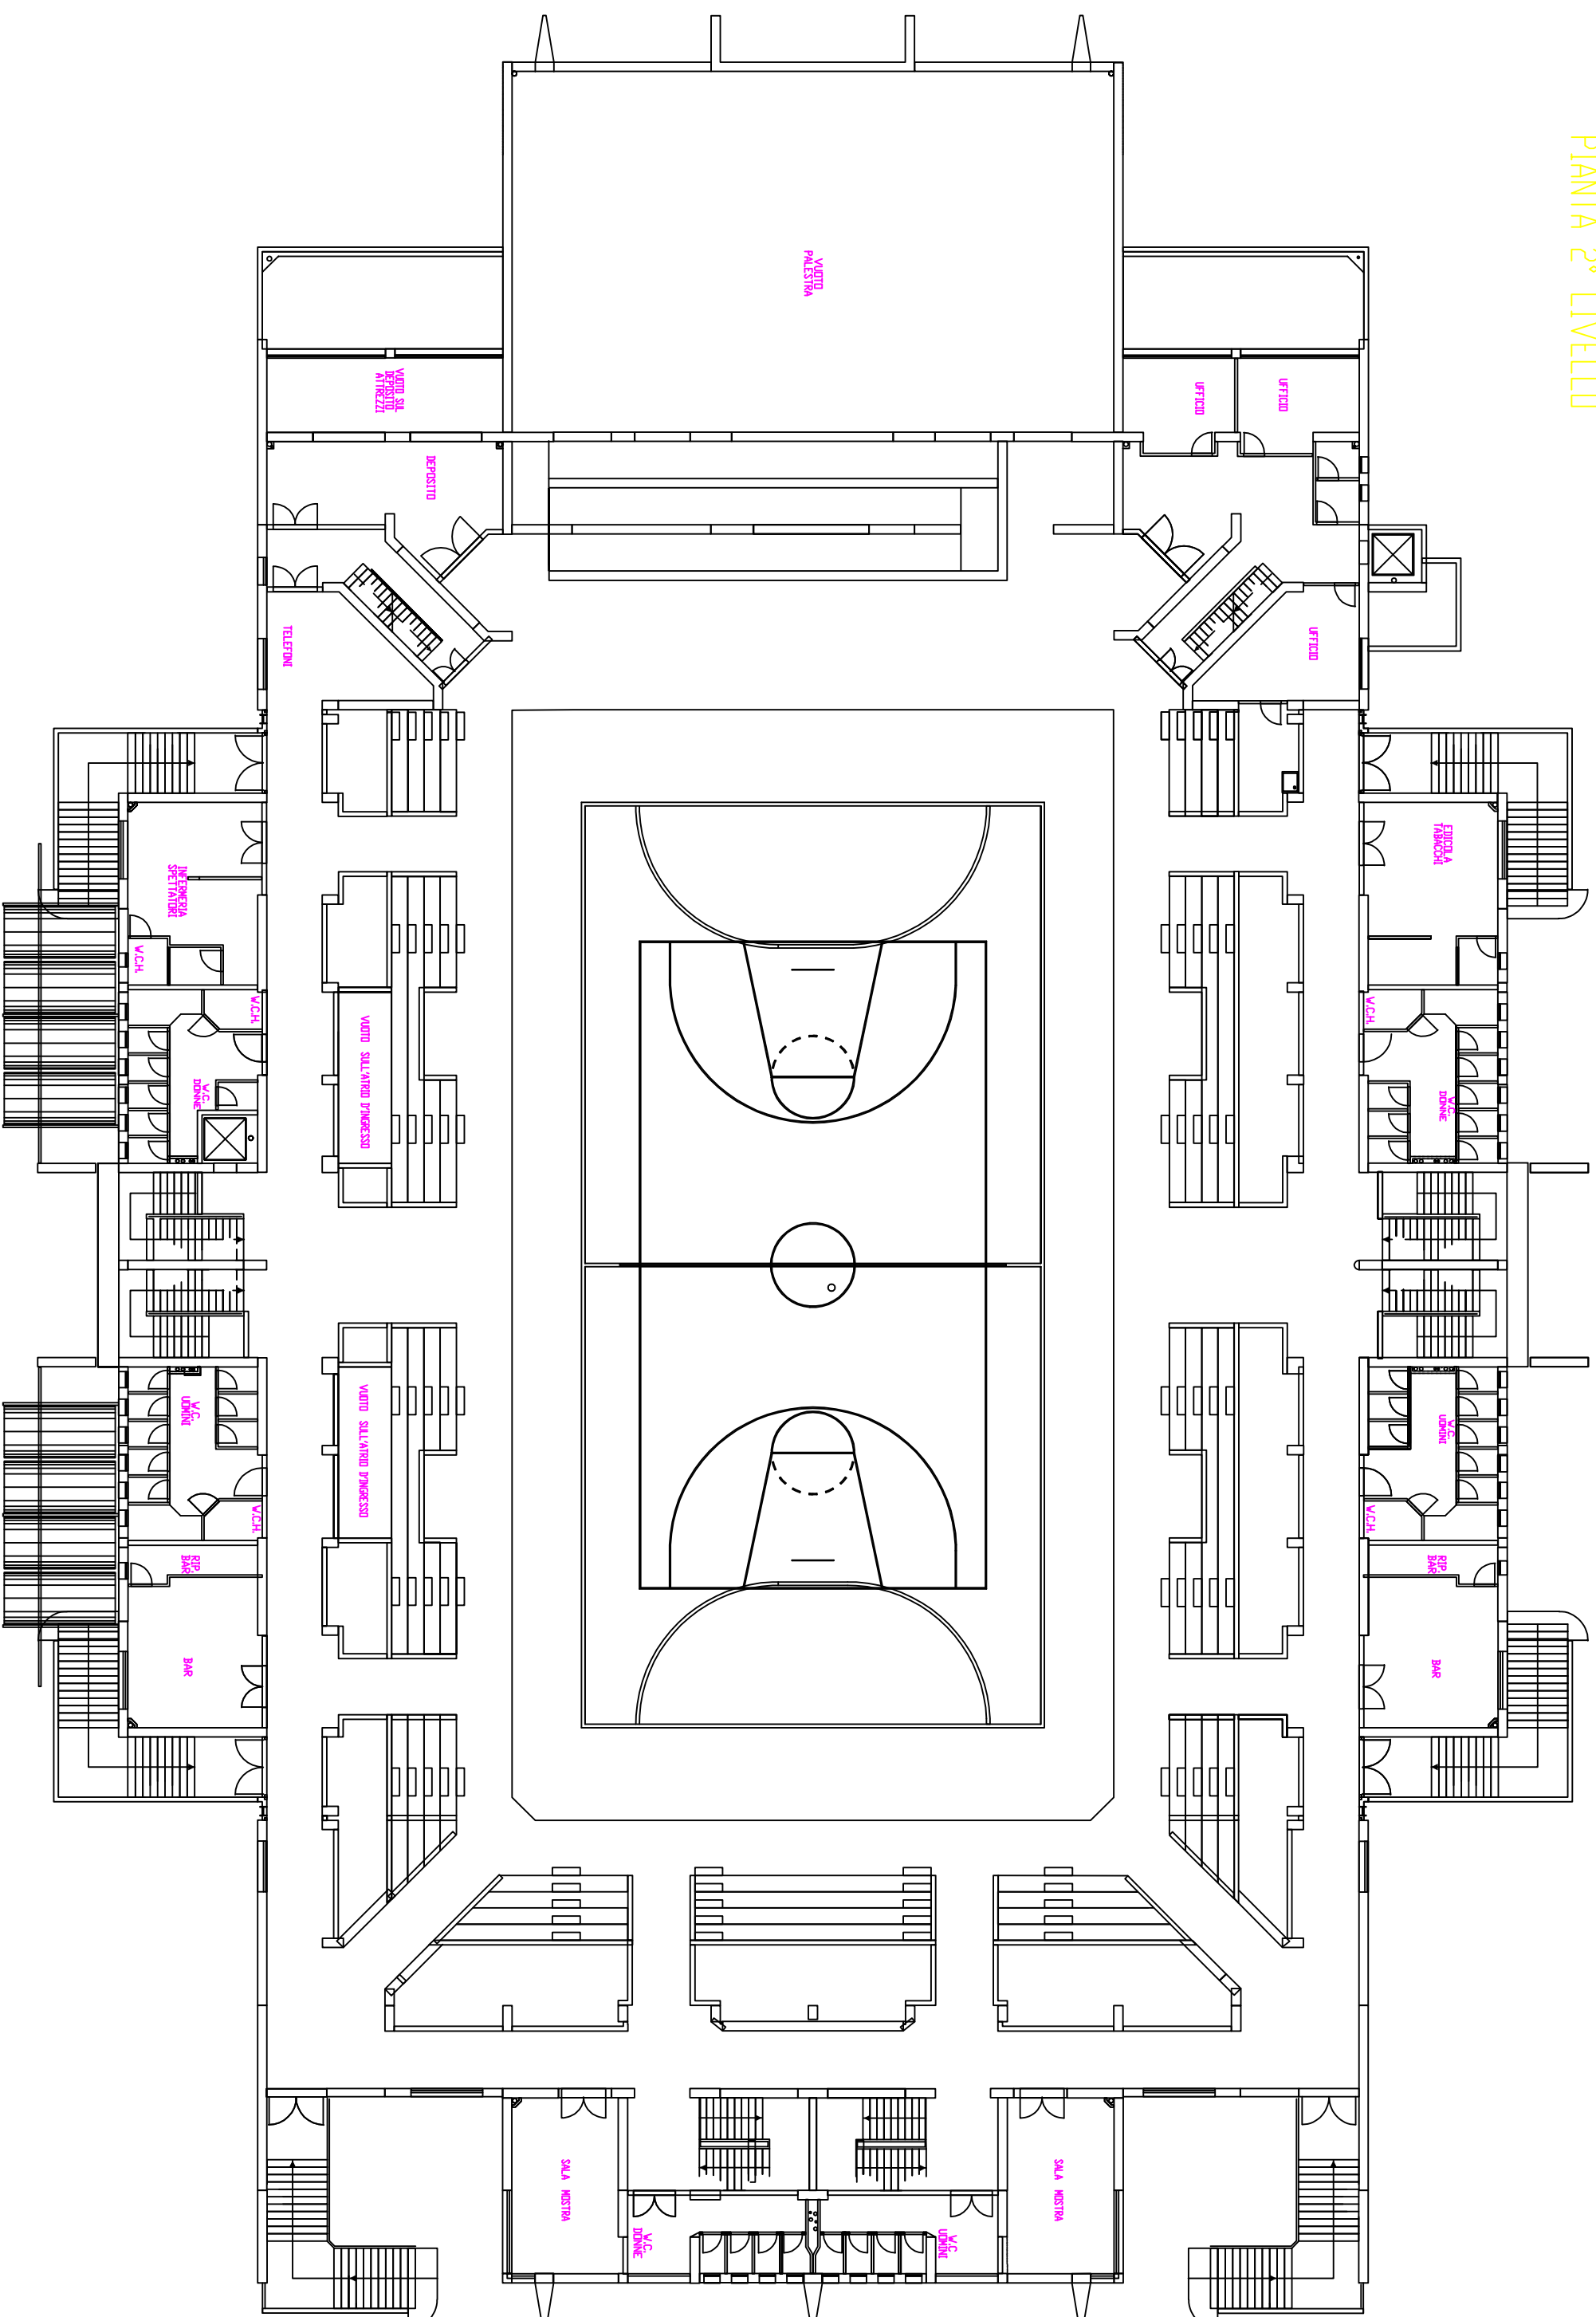 PIANTA 2° LIVELLO
VUOTO
PALESTRA
VUOTO SUL
DEPOSITO
ATTREZZI
UFFICIO
UFFICIO
DEPOSITO
TELEFONI
UFFICIO
INFERMERIA
SPETTATORI
EDICOLA
TABACCHI
W.C.H.
W.C.H.
W.C.H.
VUOTO SULL'ATRIO D'INGRESSO
W.C.
DONNE
W.C.
DONNE
VUOTO SULL'ATRIO D'INGRESSO
W.C.
UOMINI
W.C.
UOMINI
W.C.H.
W.C.H.
RIP.
BAR
RIP.
BAR
BAR
BAR
SALA MOSTRA
SALA MOSTRA
W.C.
DONNE
W.C.
UOMINI